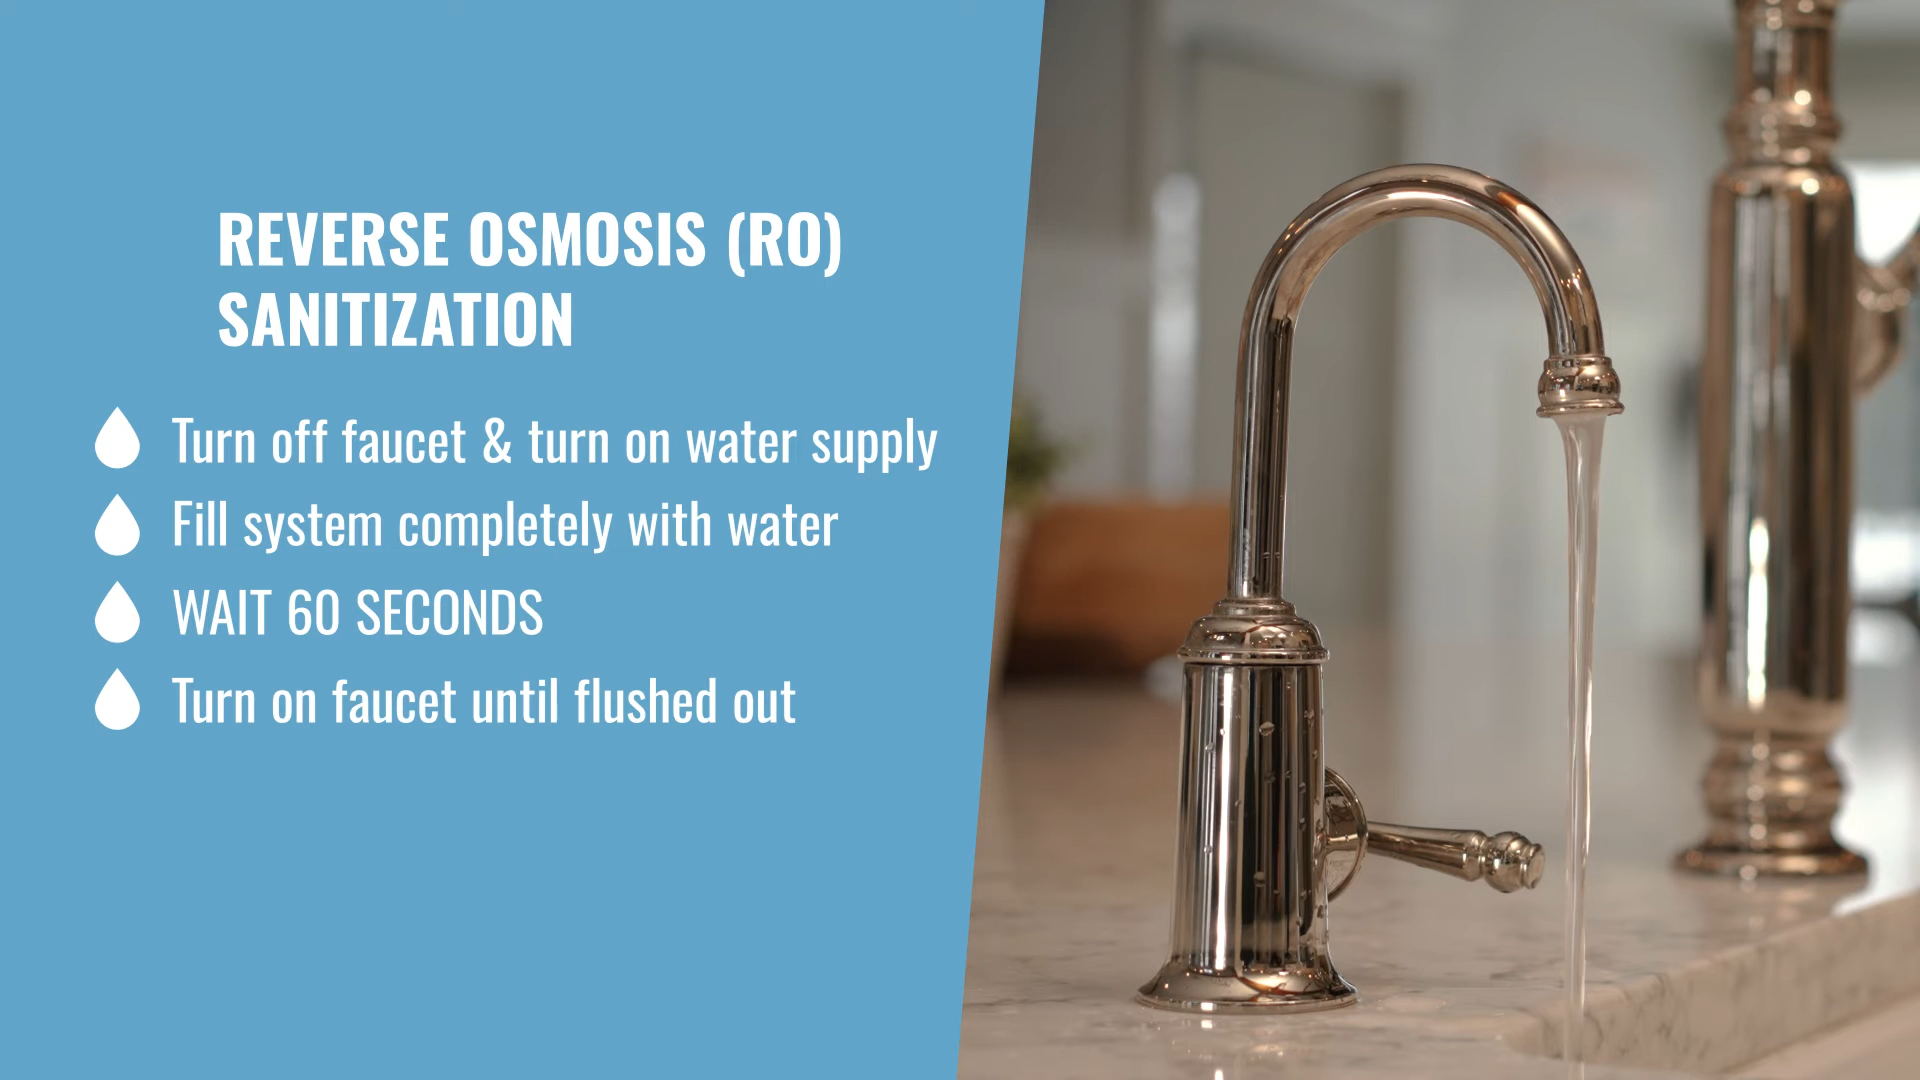 REVERSE OSMOSIS (RO)
SANITIZATION
Turn off faucet & turn on water supply
Fill system completely with water
WAIT 60 SECONDS
Turn on faucet until flushed out